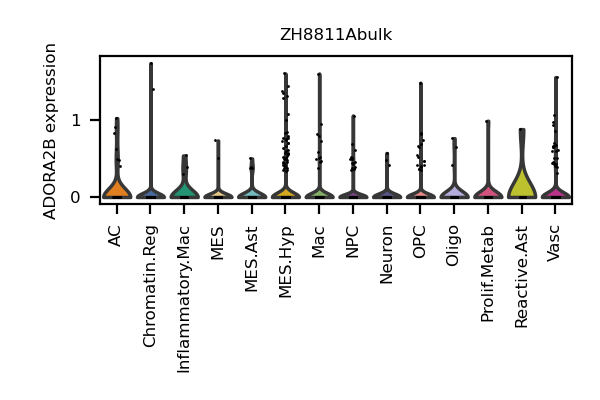 ZH8811Abulk
ADORA2B expression
1
0
AC
Chromatin.Reg
Inflammatory.Mac
MES
MES.Ast
MES.Hyp
Mac
NPC
Neuron
OPC
Oligo
Prolif.Metab
Reactive.Ast
Vasc